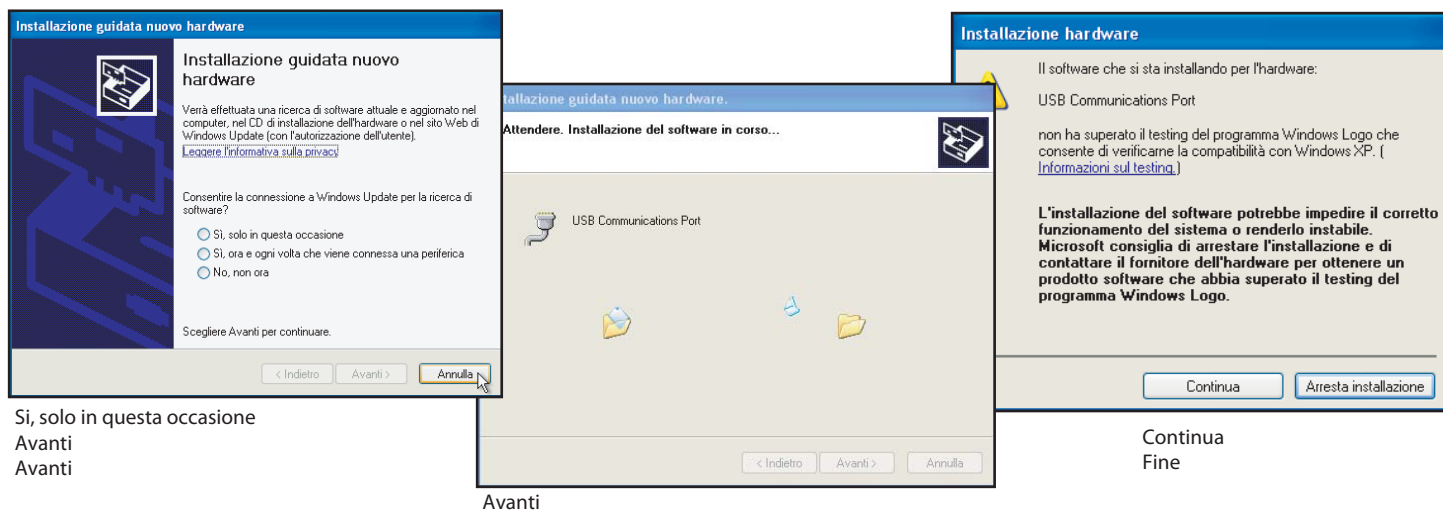 Installazione guidata nuovo hardware
Installazione guidata nuovo
hardware
Verrà effettuata una ricerca di software attuale e aggiornato nel
computer, nel CD di installazione dell'hardware o nel sito Web di
Windows Update (con l'autorizzazione dell'utente).
Leggere l'informativa sulla privacy
Consentire la connessione a Windows Update per la ricerca di
software?
Sì, solo in questa occasione
Sì, ora e ogni volta che viene connessa una periferica
No, non ora
Scegliere Avanti per continuare.
< Indietro
Avanti >
Annulla
Si, solo in questa occasione
Avanti
Avanti
tallazione guidata nuovo hardware.
Attendere. Installazione del software in corso...
USB Communications Port
< Indietro
Avanti >
Annulla
Avanti
Installazione hardware
Il software che si sta installando per l'hardware:
USB Communications Port
non ha superato il testing del programma Windows Logo che
consente di verificarne la compatibilità con Windows XP. (
Informazioni sul testing.)
L'installazione del software potrebbe impedire il corretto
funzionamento del sistema o renderlo instabile.
Microsoft consiglia di arrestare l'installazione e di
contattare il fornitore dell'hardware per ottenere un
prodotto software che abbia superato il testing del
programma Windows Logo.
Continua
Arresta installazione
Continua
Fine